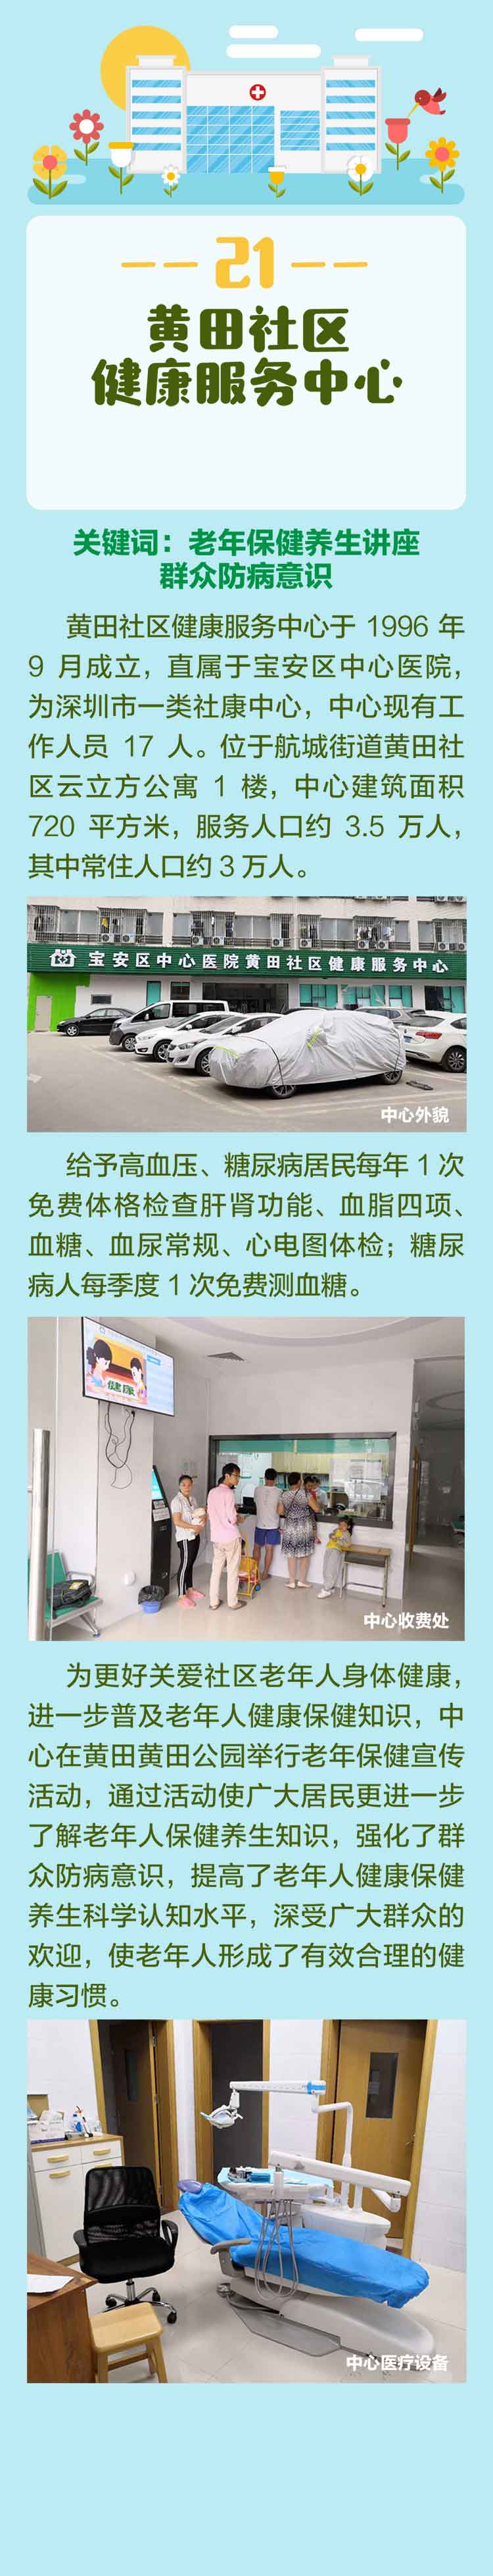 21
黄田社区
健康服务中心
关键词：老年保健养生讲座
群众防病意识
黄田社区健康服务中心于 1996 年
9 月成立，直属于宝安区中心医院，
为深圳市一类社康中心，中心现有工
作人员 17 人。位于航城街道黄田社
区云立方公寓 1 楼，中心建筑面积
720 平方米，服务人口约 3.5 万人，
其中常住人口约 3 万人。
宝安区中心医院黄田社区健康服务中心
中心外貌
给予高血压、糖尿病居民每年 1 次
免费体格检查肝肾功能、血脂四项、
血糖、血尿常规、心电图体检；糖尿
病人每季度 1 次免费测血糖。
健康
中心收费处
为更好关爱社区老年人身体健康，
进一步普及老年人健康保健知识，中
心在黄田黄田公园举行老年保健宣传
活动，通过活动使广大居民更进一步
了解老年人保健养生知识，强化了群
众防病意识，提高了老年人健康保健
养生科学认知水平，深受广大群众的
欢迎，使老年人形成了有效合理的健
康习惯。
中心医疗设备